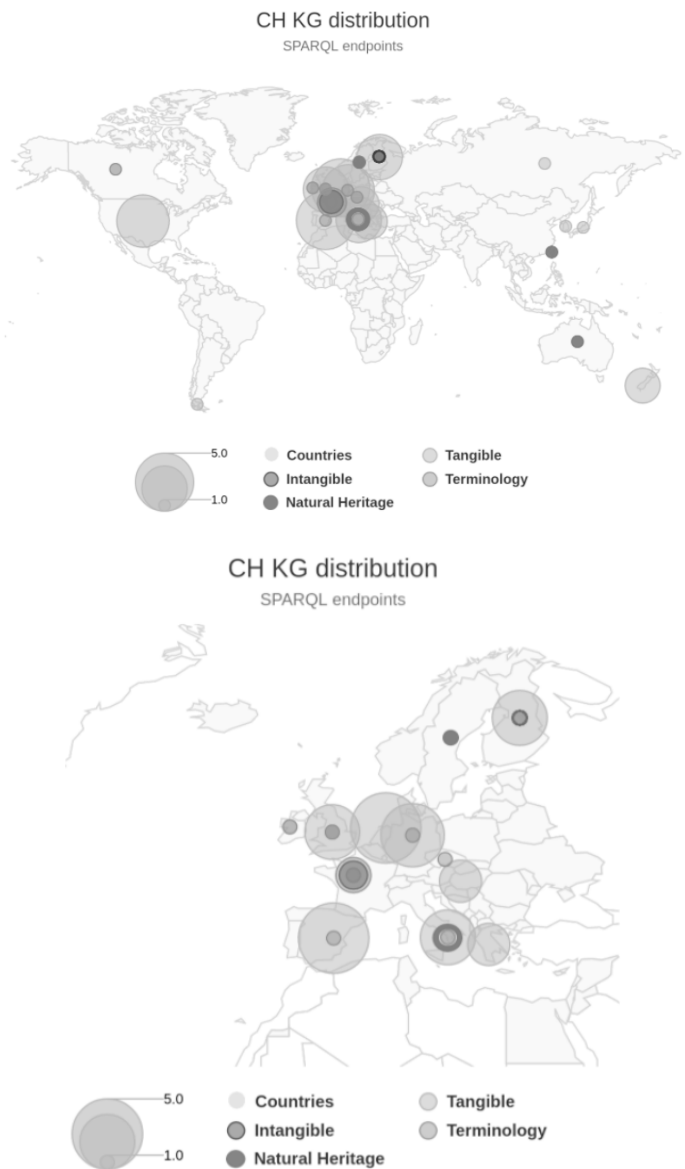 CH KG distribution
SPARQL endpoints
5.0
1.0
Countries
Tangible
Intangible
Terminology
Natural Heritage
CH KG distribution
SPARQL endpoints
5.0
1.0
Countries
Tangible
Intangible
Terminology
Natural Heritage